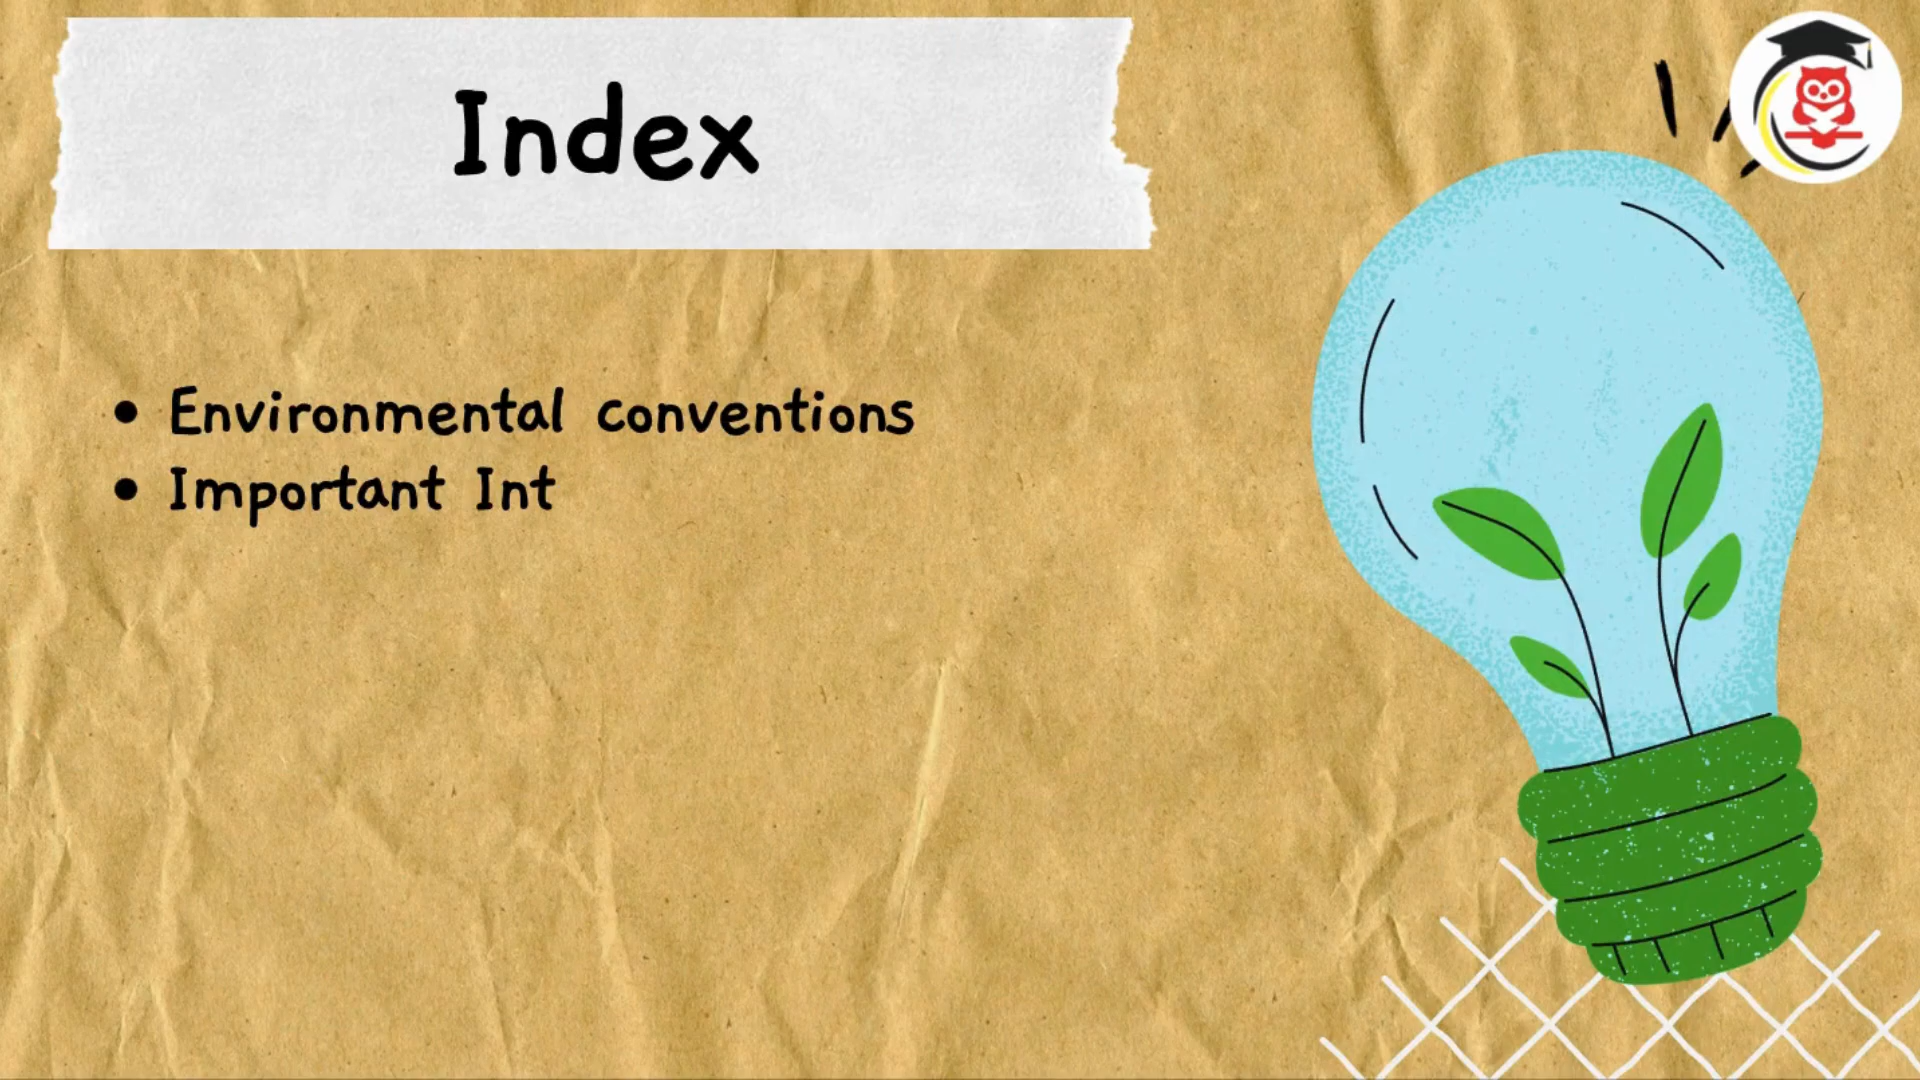 Index
• Environmental conventions
• Important Int